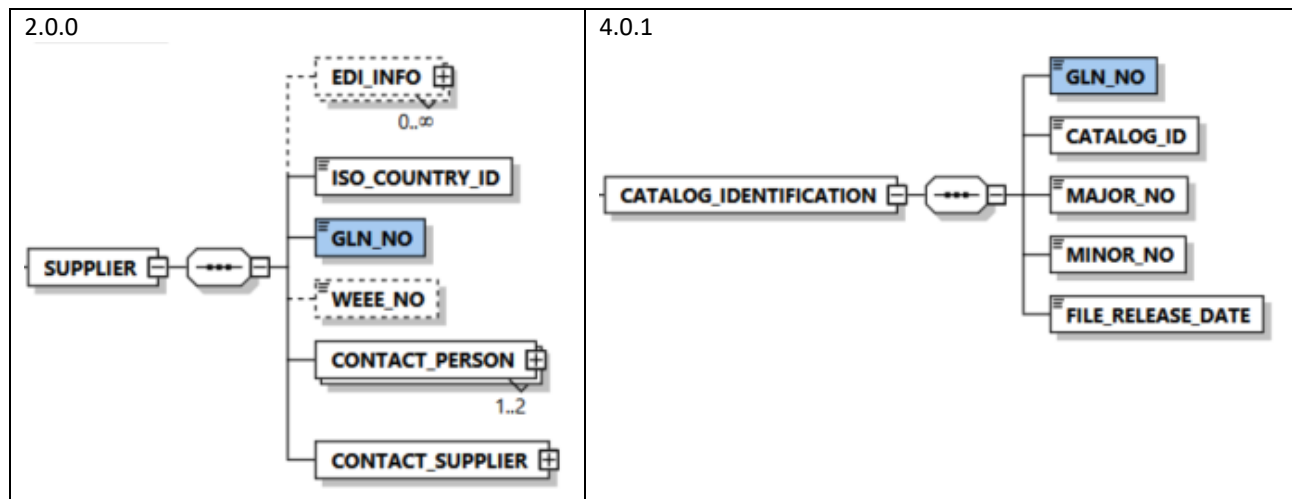 2.0.0
EDI_INFO
0..∞
ISO_COUNTRY_ID
GLN_NO
SUPPLIER
WEEE_NO
CONTACT_PERSON
1..2
CONTACT_SUPPLIER
4.0.1
GLN_NO
CATALOG_ID
CATALOG_IDENTIFICATION
MAJOR_NO
MINOR_NO
FILE_RELEASE_DATE